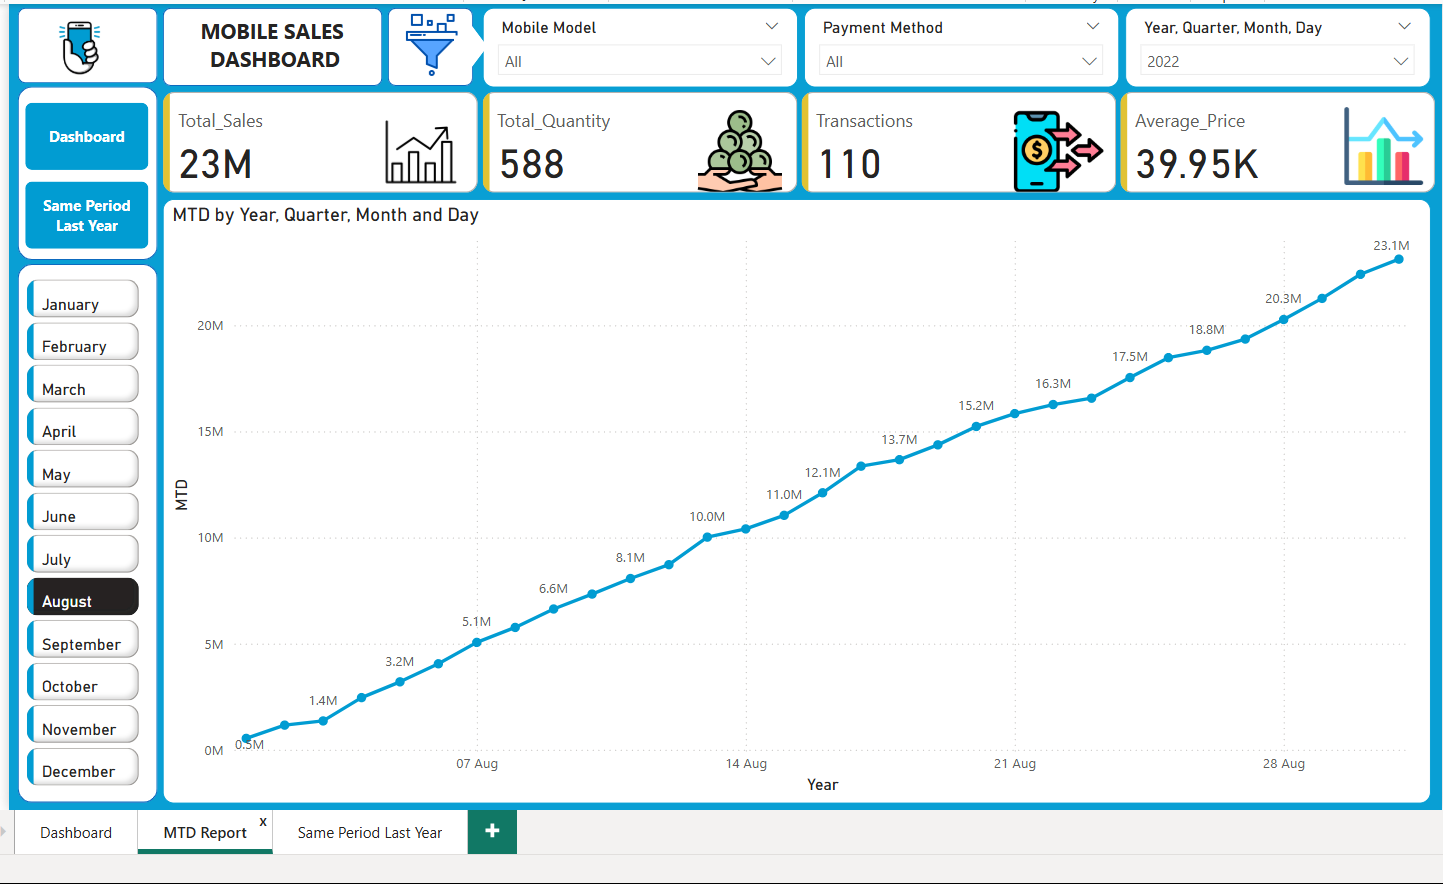 MOBILE SALES
DASHBOARD
Mobile Model
All
Payment Method
All
Year, Quarter, Month, Day
2022
Dashboard
Same Period
Last Year
Total_Sales
23M
Total_Quantity
588
Transactions
110
$
Average_Price
39.95K
January
February
March
April
May
June
July
August
September
October
November
December
MTD by Year, Quarter, Month and Day
MTD
20M
15M
10M
5M
0M
0.5M
1.4M
3.2M
5.1M
6.6M
8.1M
10.0M
11.0M
12.1M
13.7M
15.2M
16.3M
17.5M
18.8M
20.3M
23.1M
07 Aug
14 Aug
21 Aug
28 Aug
Year
Dashboard
MTD Report
x
Same Period Last Year
+